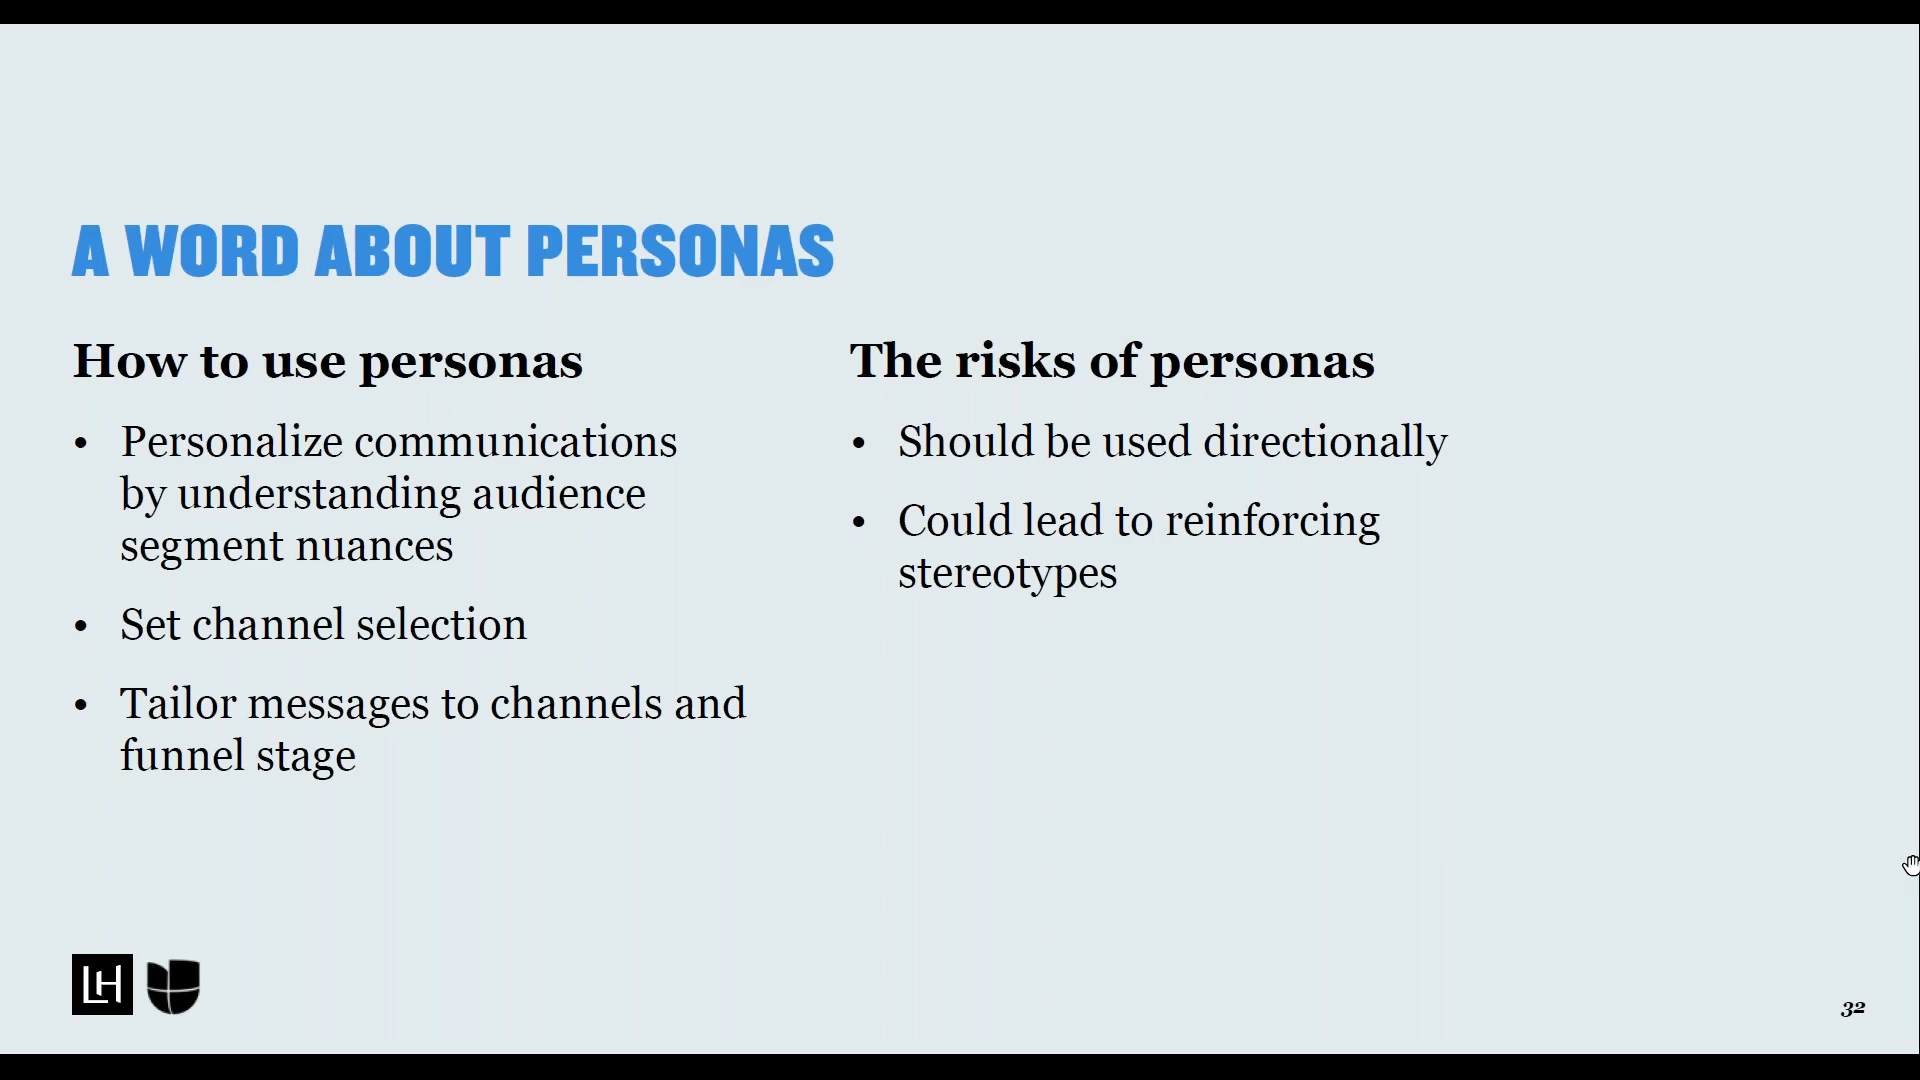 A WORD ABOUT PERSONAS
How to use personas
• Personalize communications
by understanding audience
segment nuances
• Set channel selection
• Tailor messages to channels and
funnel stage
The risks of personas
• Should be used directionally
• Could lead to reinforcing
stereotypes
LH
32